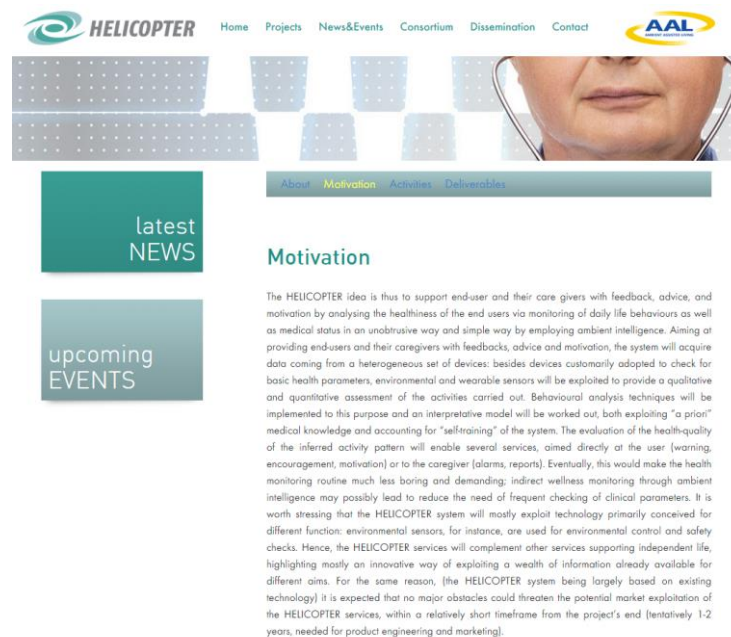 HELICOPTER
Home Projects News&Events Consortium Dissemination Contact
AAL
AMBIENT ASSISTED LIVING
latest
NEWS
upcoming
EVENTS
About Motivation Activities Deliverables
Motivation
The HELICOPTER idea is thus to support end-user and their care givers with feedback, advice, and
motivation by analysing the healthiness of the end users via monitoring of daily life behaviours as well
as medical status in an unobtrusive way and simple way by employing ambient intelligence. Aiming at
providing end-users and their caregivers with feedbacks, advice and motivation, the system will acquire
data coming from a heterogeneous set of devices: besides devices customarily adopted to check for
basic health parameters, environmental and wearable sensors will be exploited to provide a qualitative
and quantitative assessment of the activities carried out. Behavioural analysis techniques will be
implemented to this purpose and an interpretative model will be worked out, both exploiting "a priori"
medical knowledge and accounting for "self-training" of the system. The evaluation of the health-quality
of the inferred activity pattern will enable several services, aimed directly at the user (warning,
encouragement, motivation) or to the caregiver (alarms, reports). Eventually, this would make the health
monitoring routine much less boring and demanding; indirect wellness monitoring through ambient
intelligence may possibly lead to reduce the need of frequent checking of clinical parameters. It is
worth stressing that the HELICOPTER system will mostly exploit technology primarily conceived for
different function: environmental sensors, for instance, are used for environmental control and safety
checks. Hence, the HELICOPTER services will complement other services supporting independent life,
highlighting mostly an innovative way of exploiting a wealth of information already available for
different aims. For the same reason, (the HELICOPTER system being largely based on existing
technology) it is expected that no major obstacles could threaten the potential market exploitation of
the HELICOPTER services, within a relatively short timeframe from the project's end (tentatively 1-2
years, needed for product engineering and marketing).